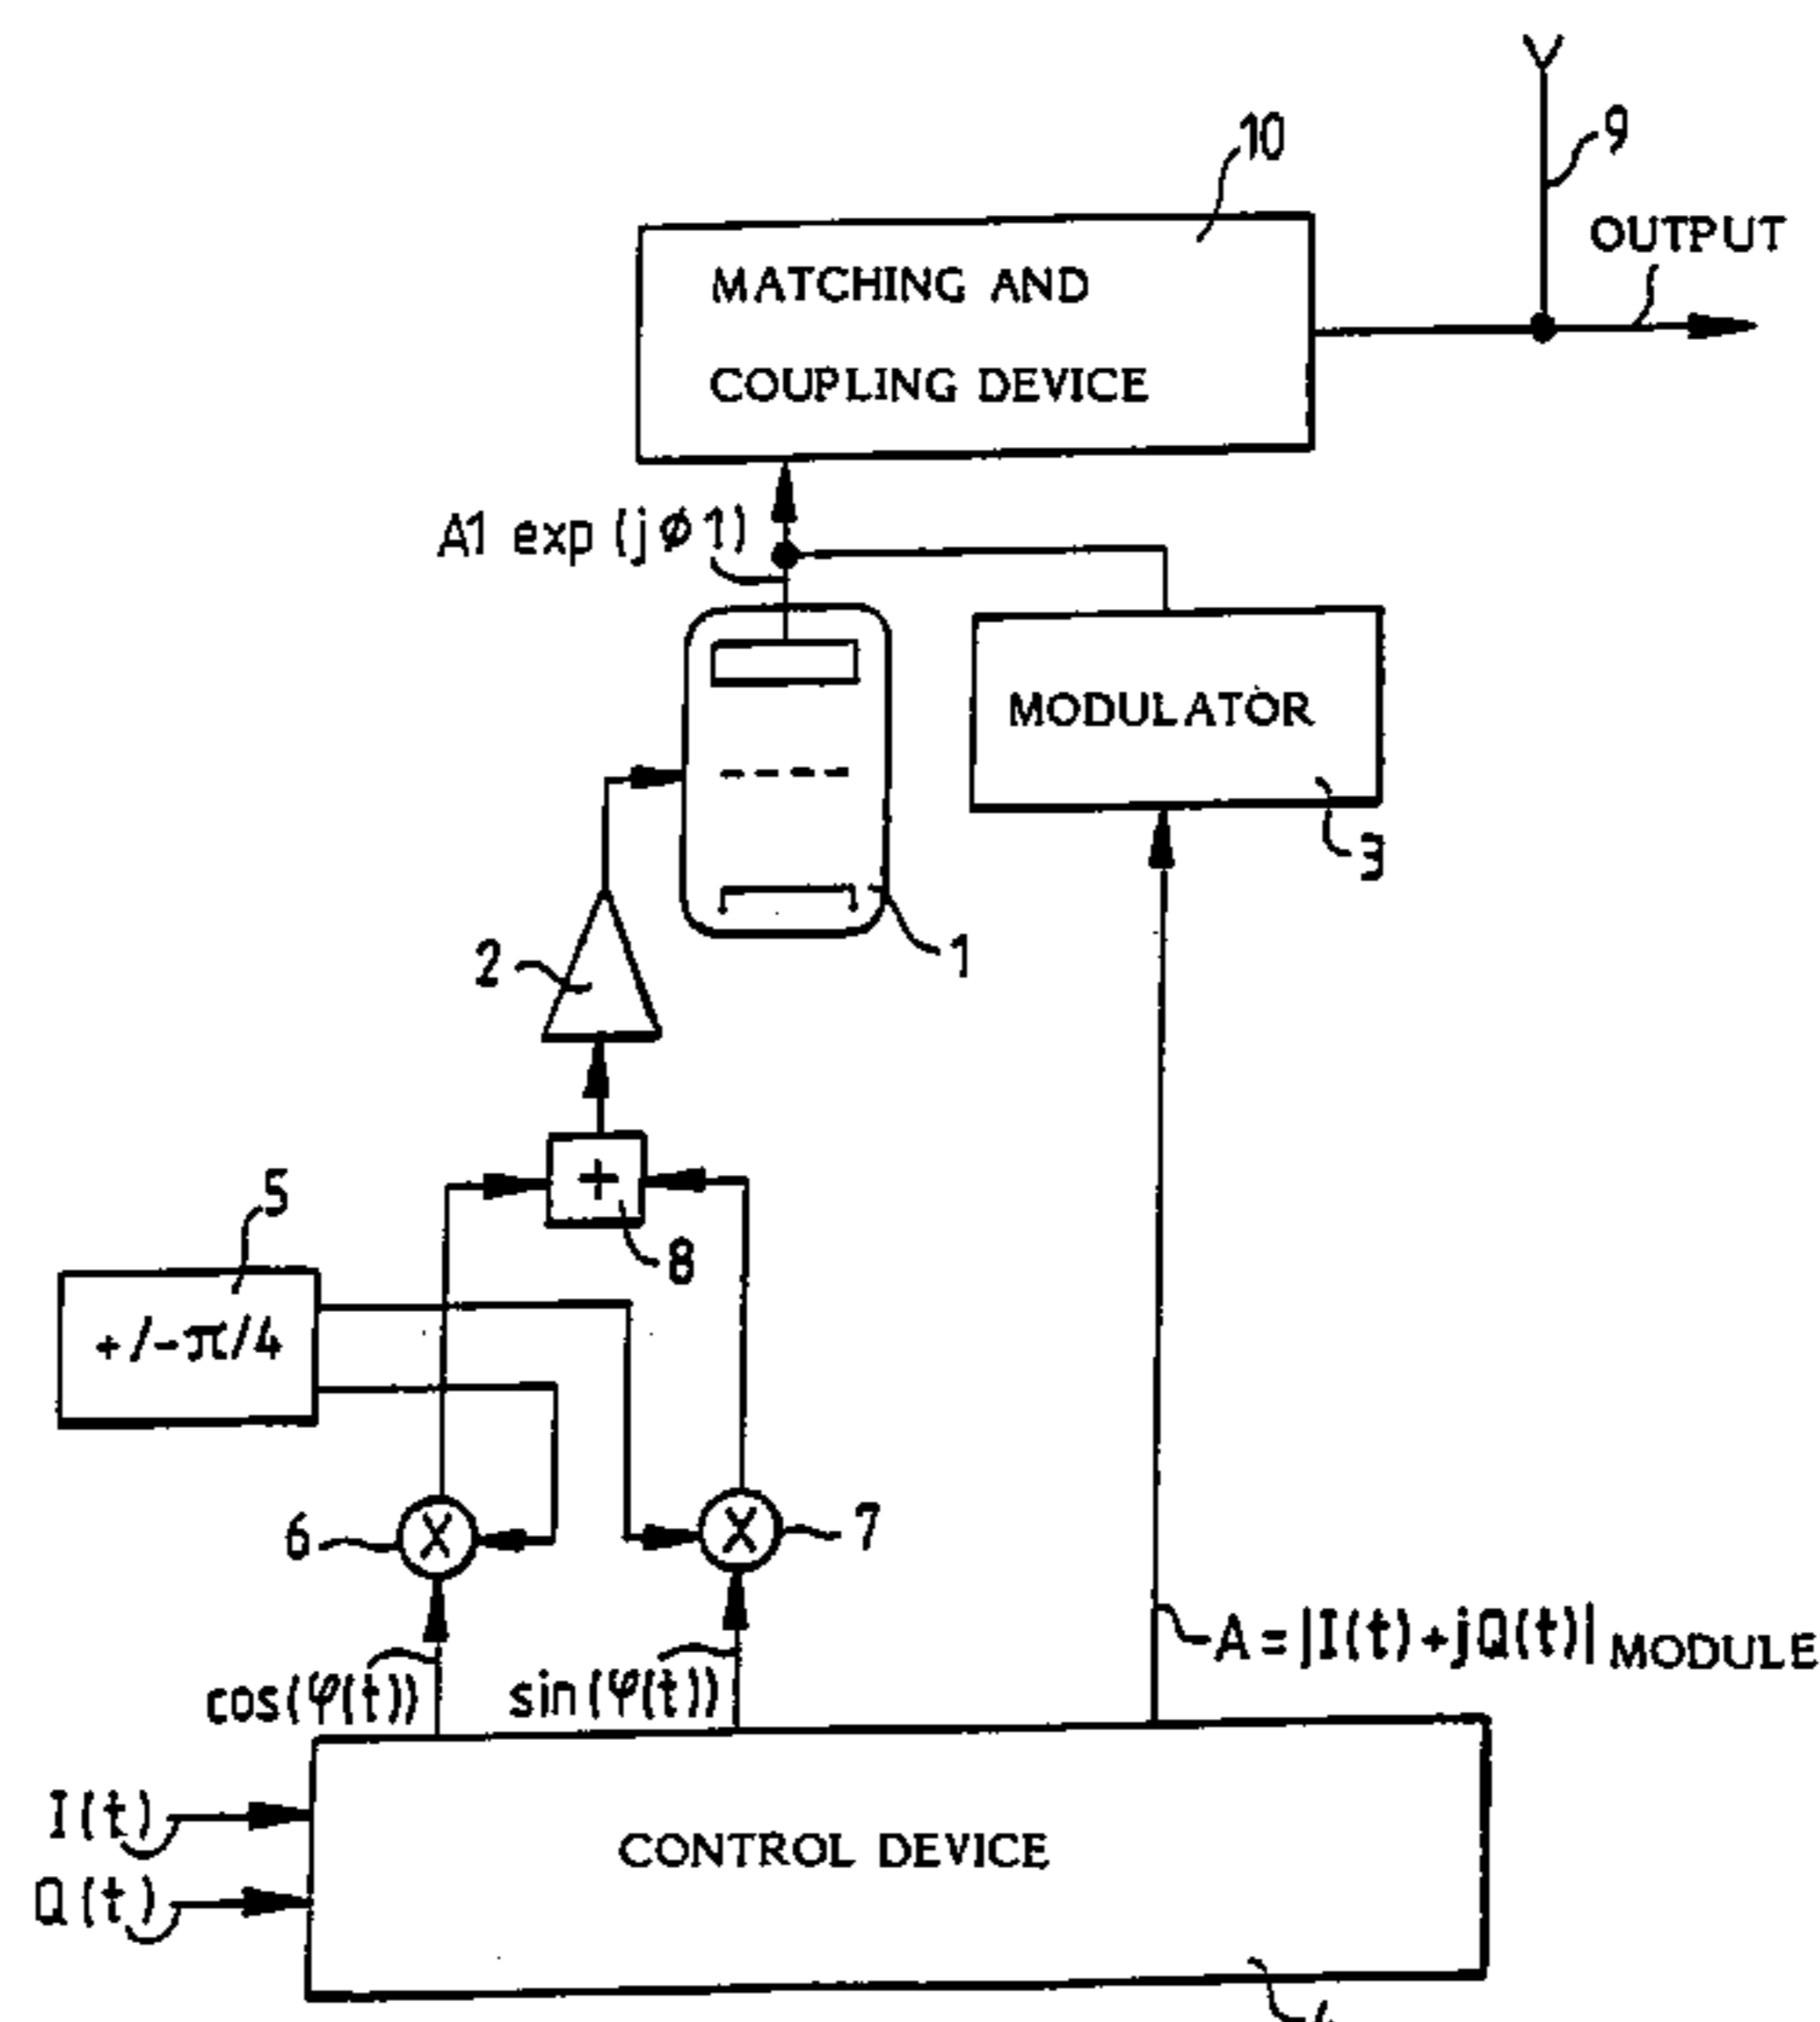 10
9
OUTPUT
MATCHING AND
COUPLING DEVICE
A1 exp (jø1)
MODULATOR
3
1
2
5
+
8
+/-π/4
6
X
X
7
A=|I(t)+jQ(t)| MODULE
cos(φ(t))
sin(φ(t))
I(t)
CONTROL DEVICE
Q(t)